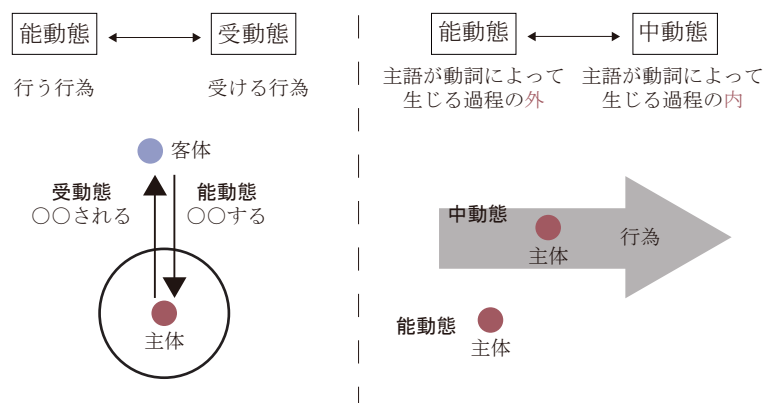 能動態
受動態
行う行為
受ける行為
客体
受動態
○○される
能動態
○○する
主体
能動態
中動態
主語が動詞によって
生じる過程の外
主語が動詞によって
生じる過程の内
中動態
主体
行為
能動態
主体